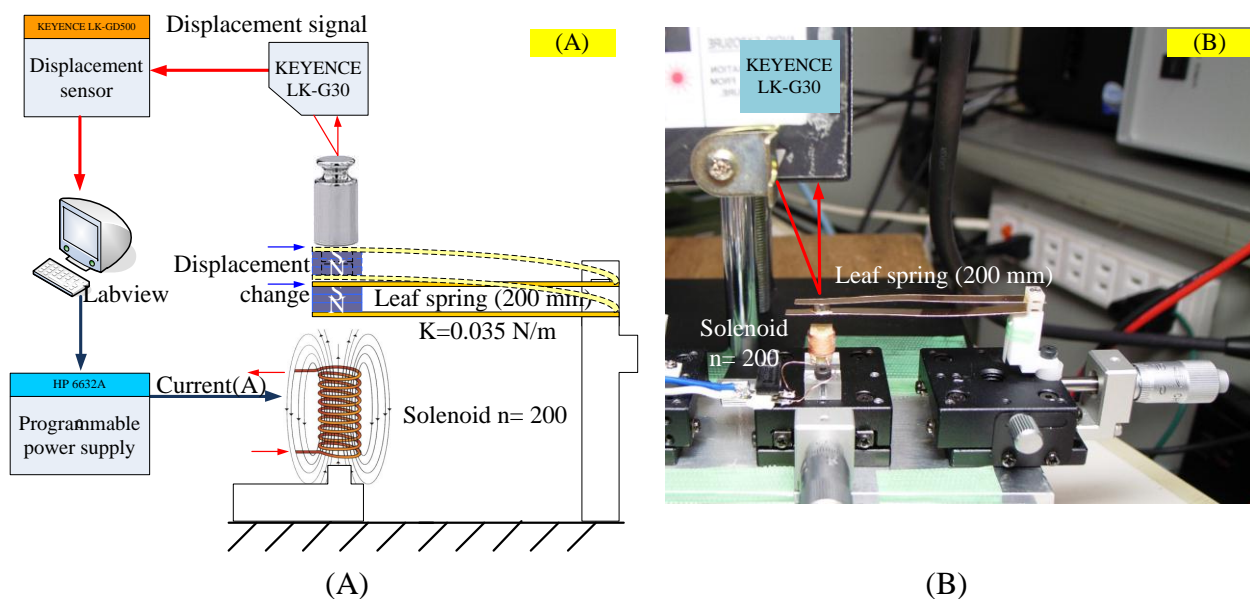 KEYENCE LK-GD500
Displacement
sensor
Displacement signal
KEYENCE
LK-G30
(A)
Labview
Displacement
change
S
N
S
N
Leaf spring (200 mm)
K=0.035 N/m
HP 6632A
Programmable
power supply
Current(A)
Solenoid n= 200
(A)
KEYENCE
LK-G30
(B)
Leaf spring (200 mm)
Solenoid
n= 200
(B)